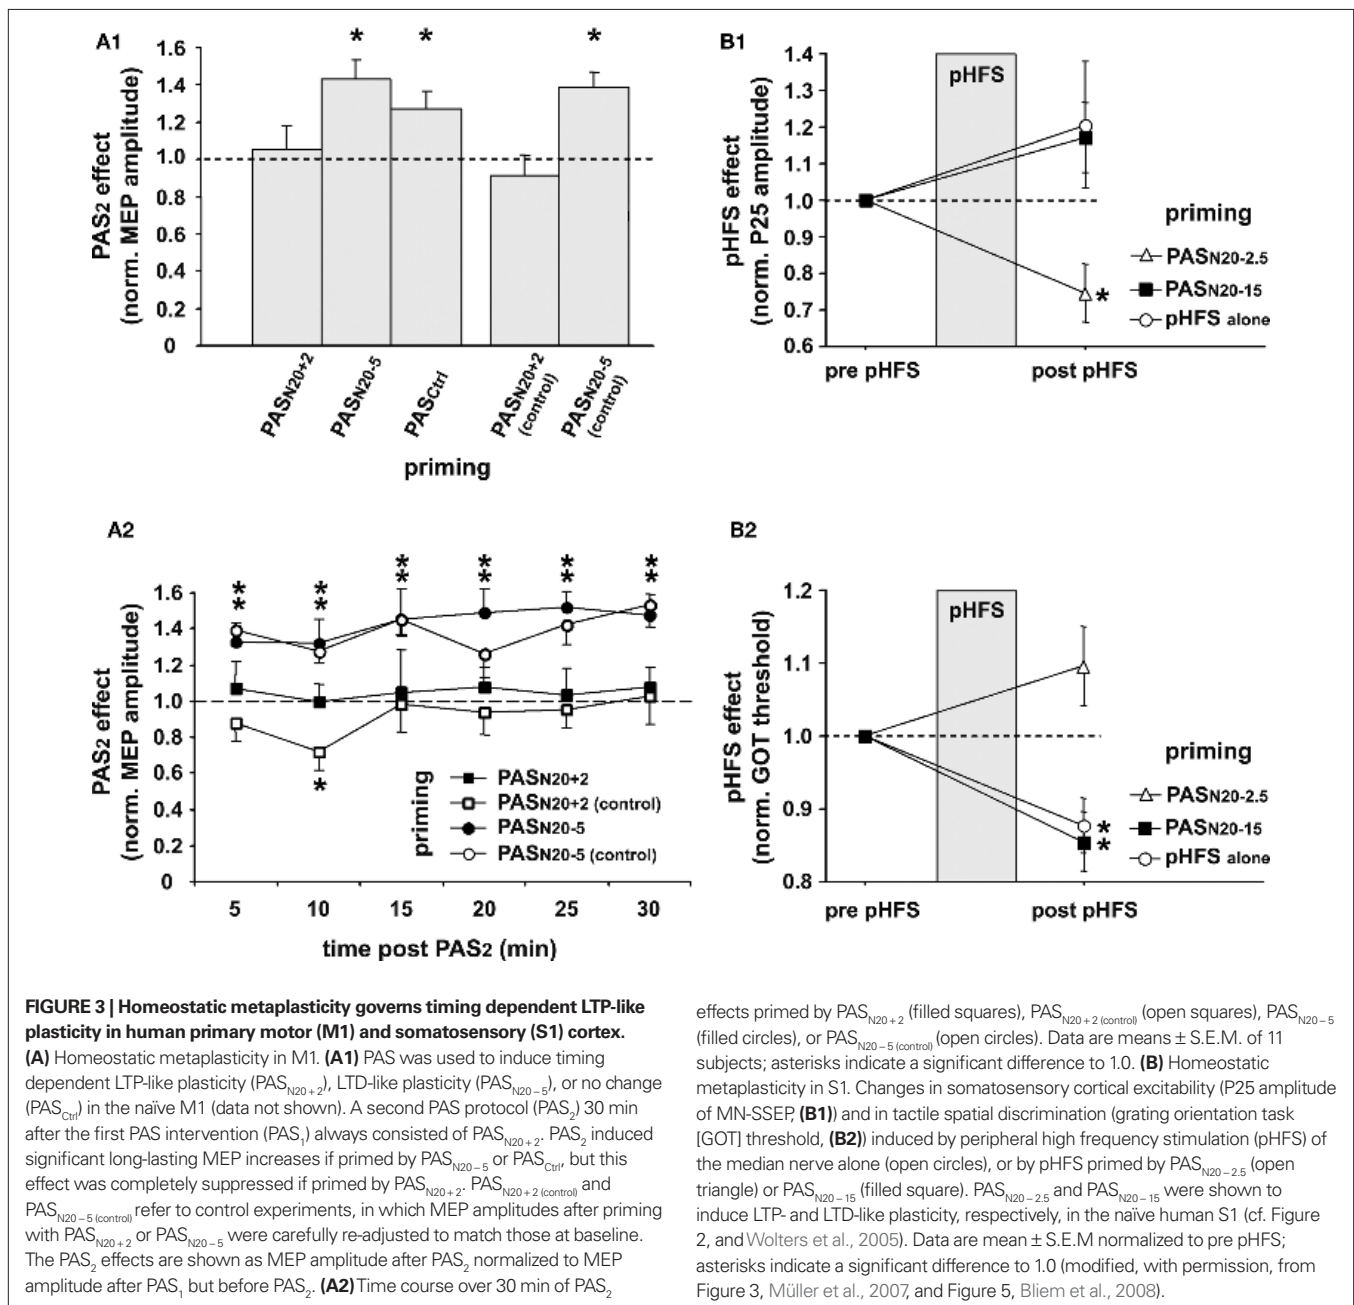 A1
1.6
1.4
1.2
1.0
0.8
0.6
0.4
0.2
0
PAS2 effect
(norm. MEP amplitude)
* * *
PASN20+2
PASN20-5
PASCtrl
PASN20+2
(control)
PASN20-5
(control)
priming
B1
1.4
1.3
1.2
1.1
1.0
0.9
0.8
0.7
0.6
pHFS effect
(norm. P25 amplitude)
pHFS
*
priming
PASN20-2.5
PASN20-15
pHFS alone
pre pHFS
post pHFS
A2
1.6
1.4
1.2
1.0
0.8
0.6
0.4
0.2
0
PAS2 effect
(norm. MEP amplitude)
* * * * * *
* * * * * *
*
priming
PASN20+2
PASN20+2 (control)
PASN20-5
PASN20-5 (control)
5 10 15 20 25 30
time post PAS2 (min)
B2
1.2
1.1
1.0
0.9
0.8
pHFS effect
(norm. GOT threshold)
pHFS
*
*
priming
PASN20-2.5
PASN20-15
pHFS alone
pre pHFS
post pHFS
FIGURE 3 | Homeostatic metaplasticity governs timing dependent LTP-like
plasticity in human primary motor (M1) and somatosensory (S1) cortex.
(A) Homeostatic metaplasticity in M1. (A1) PAS was used to induce timing
dependent LTP-like plasticity (PASN20+2), LTD-like plasticity (PASN20−5), or no change
(PASCtrl) in the naïve M1 (data not shown). A second PAS protocol (PAS2) 30 min
after the first PAS intervention (PAS1) always consisted of PASN20+2. PAS2 induced
significant long-lasting MEP increases if primed by PASN20−5 or PASCtrl, but this
effect was completely suppressed if primed by PASN20+2. PASN20+2 (control) and
PASN20−5 (control) refer to control experiments, in which MEP amplitudes after priming
with PASN20+2 or PASN20−5 were carefully re-adjusted to match those at baseline.
The PAS2 effects are shown as MEP amplitude after PAS2 normalized to MEP
amplitude after PAS1 but before PAS2. (A2) Time course over 30 min of PAS2
effects primed by PASN20+2 (filled squares), PASN20+2 (control) (open squares), PASN20−5
(filled circles), or PASN20−5 (control) (open circles). Data are means ± S.E.M. of 11
subjects; asterisks indicate a significant difference to 1.0. (B) Homeostatic
metaplasticity in S1. Changes in somatosensory cortical excitability (P25 amplitude
of MN-SSEP, (B1)) and in tactile spatial discrimination (grating orientation task
[GOT] threshold, (B2)) induced by peripheral high frequency stimulation (pHFS) of
the median nerve alone (open circles), or by pHFS primed by PASN20−2.5 (open
triangle) or PASN20−15 (filled square). PASN20−2.5 and PASN20−15 were shown to
induce LTP- and LTD-like plasticity, respectively, in the naïve human S1 (cf. Figure
2, and Wolters et al., 2005). Data are mean ± S.E.M normalized to pre pHFS;
asterisks indicate a significant difference to 1.0 (modified, with permission, from
Figure 3, Müller et al., 2007, and Figure 5, Bliem et al., 2008).